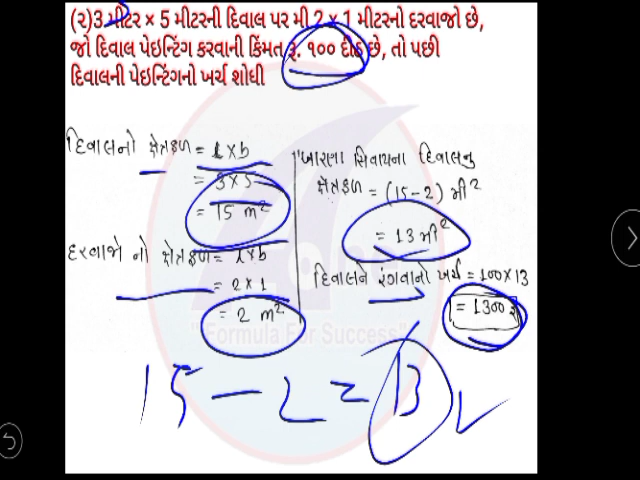 (૨)3 મીટર × 5 મીટરની દિવાલ પર મી 2 × 1 મીટરનો દરવાજો છે,
જો દિવાલ પેઇન્ટિંગ કરવાની કિંમત રૂ. ૧૦૦ દીઠ છે, તો પછી
દિવાલની પેઇન્ટિંગનો ખર્ચ શોધી
દિવાલનો ક્ષેત્રફળ = l × b
= 3 × 5
= 15 m²
દરવાજો નો ક્ષેત્રફળ = l × b
= 2 × 1
= 2 m²
બારણા સિવાયના દિવાલનુ
ક્ષેત્રફળ = (15 - 2) મી²
= 13 મી²
દિવાલને રંગવાનો ખર્ચ = 100 × 13
= 1300 રૂ
"Formula For Success"
15 - 2 = 13